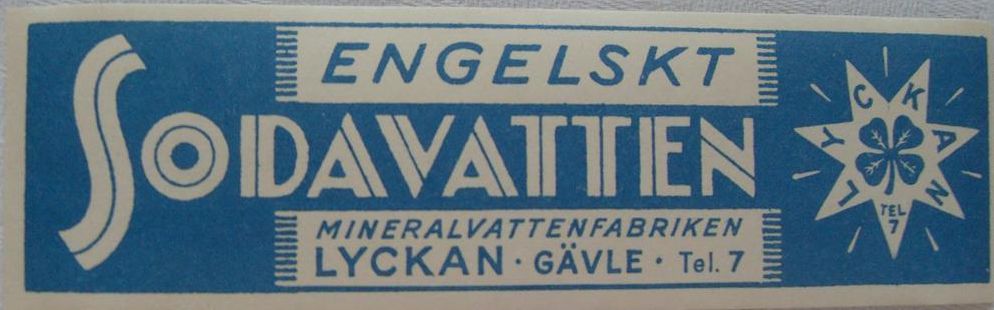 ENGELSKT
SODAVATTEN
MINERALVATTENFABRIKEN
LYCKAN · GÄVLE · Tel. 7
LYCKAN
TEL
7